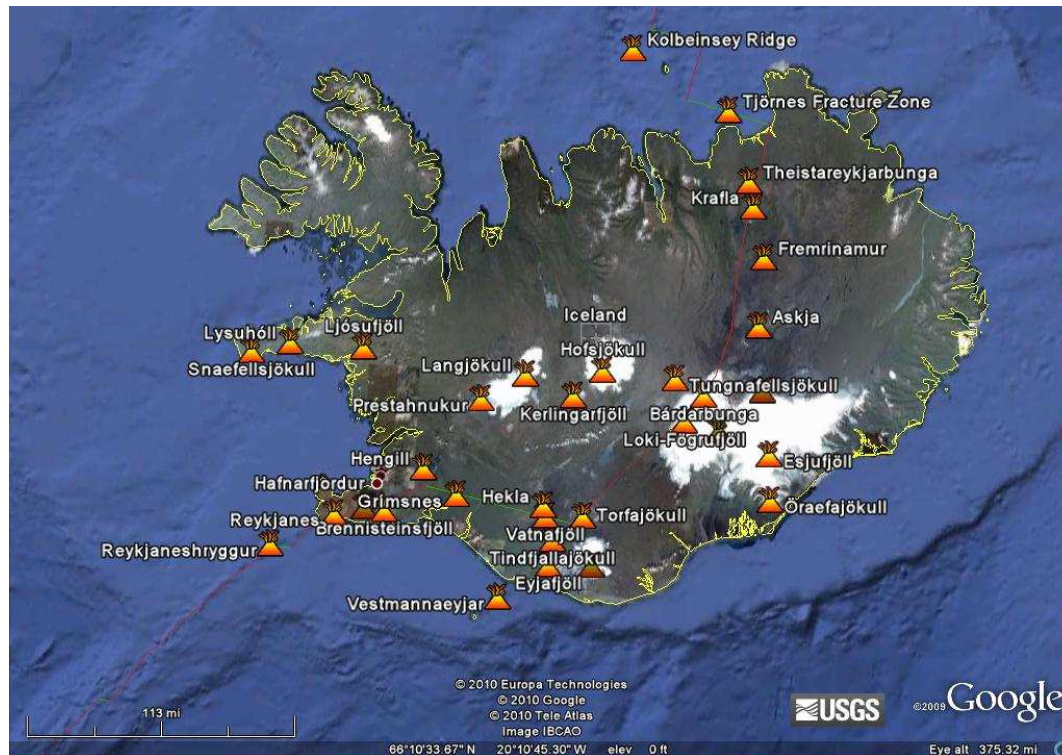 Kolbeinsey Ridge
Tjörnes Fracture Zone
Theistareykjarbunga
Krafla
Fremrinamur
Iceland
Askja
Lysuhóll
Ljósufjöll
Hofsjökull
Snaefellsjökull
Langjökull
Tungnafellsjökull
Prestahnukur
Kerlingarfjöll
Bárdarbunga
Loki-Fögrufjöll
Hengill
Esjufjöll
Hafnarfjördur
Grímsnes
Hekla
Öraefajökull
Reykjanes
Brennisteinsfjöll
Torfajökull
Vatnafjöll
Reykjaneshryggur
Tindfjallajökull
Eyjafjöll
Vestmannaeyjar
© 2010 Europa Technologies
© 2010 Google
© 2010 Tele Atlas
Image IBCAO
113 mi
USGS
©2009 Google
66°10'33.67" N 20°10'45.30" W elev 0 ft
Eye alt 375.32 mi